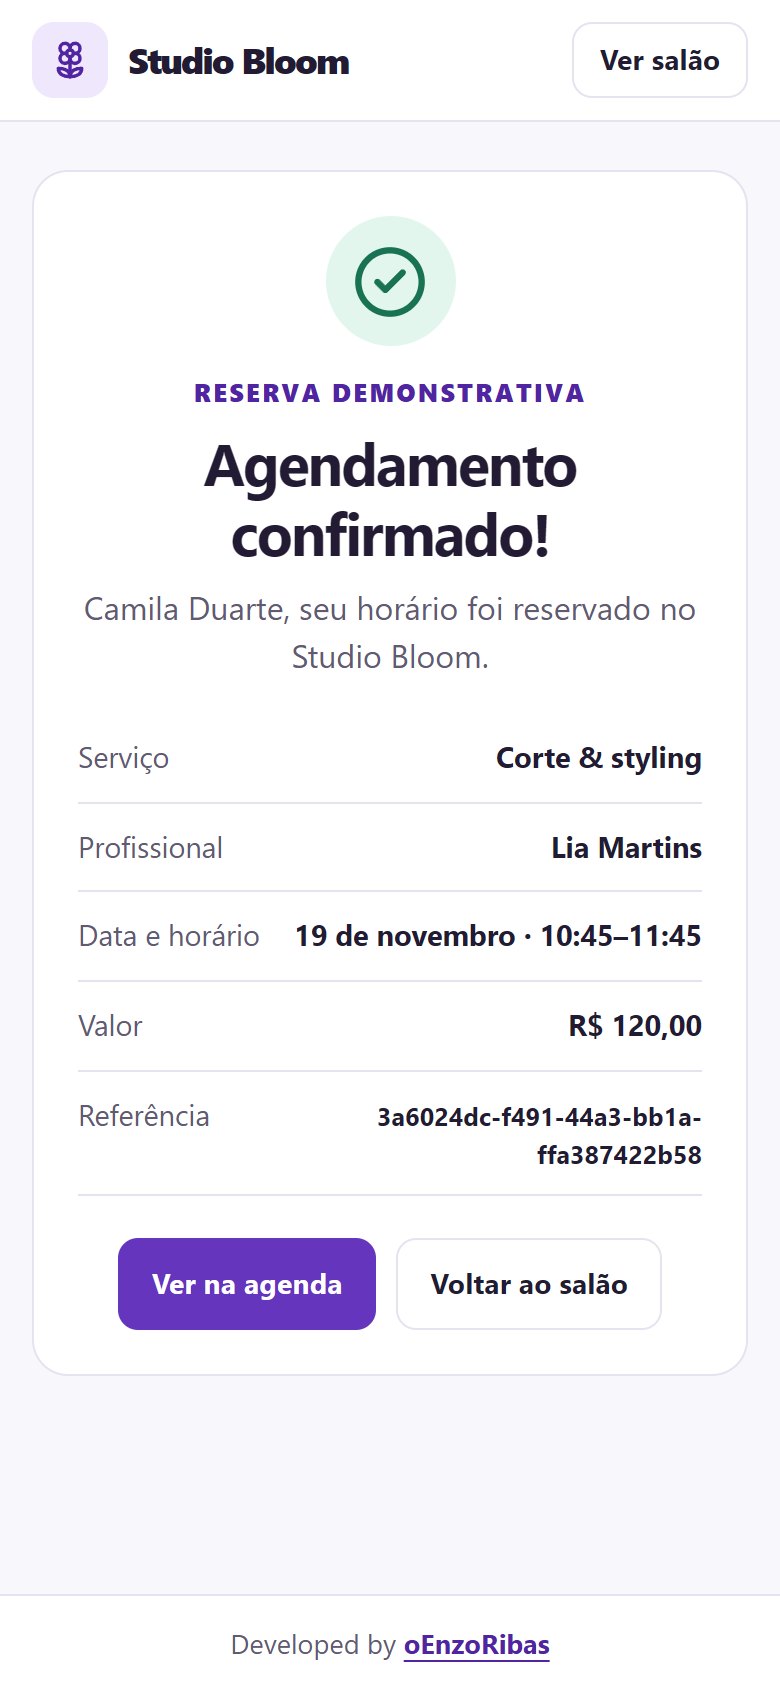 Studio Bloom
Ver salão
RESERVA DEMONSTRATIVA
Agendamento
confirmado!
Camila Duarte, seu horário foi reservado no
Studio Bloom.
Serviço Corte & styling
Profissional Lia Martins
Data e horário 19 de novembro · 10:45–11:45
Valor R$ 120,00
Referência 3a6024dc-f491-44a3-bb1a-
ffa387422b58
Ver na agenda
Voltar ao salão
Developed by oEnzoRibas